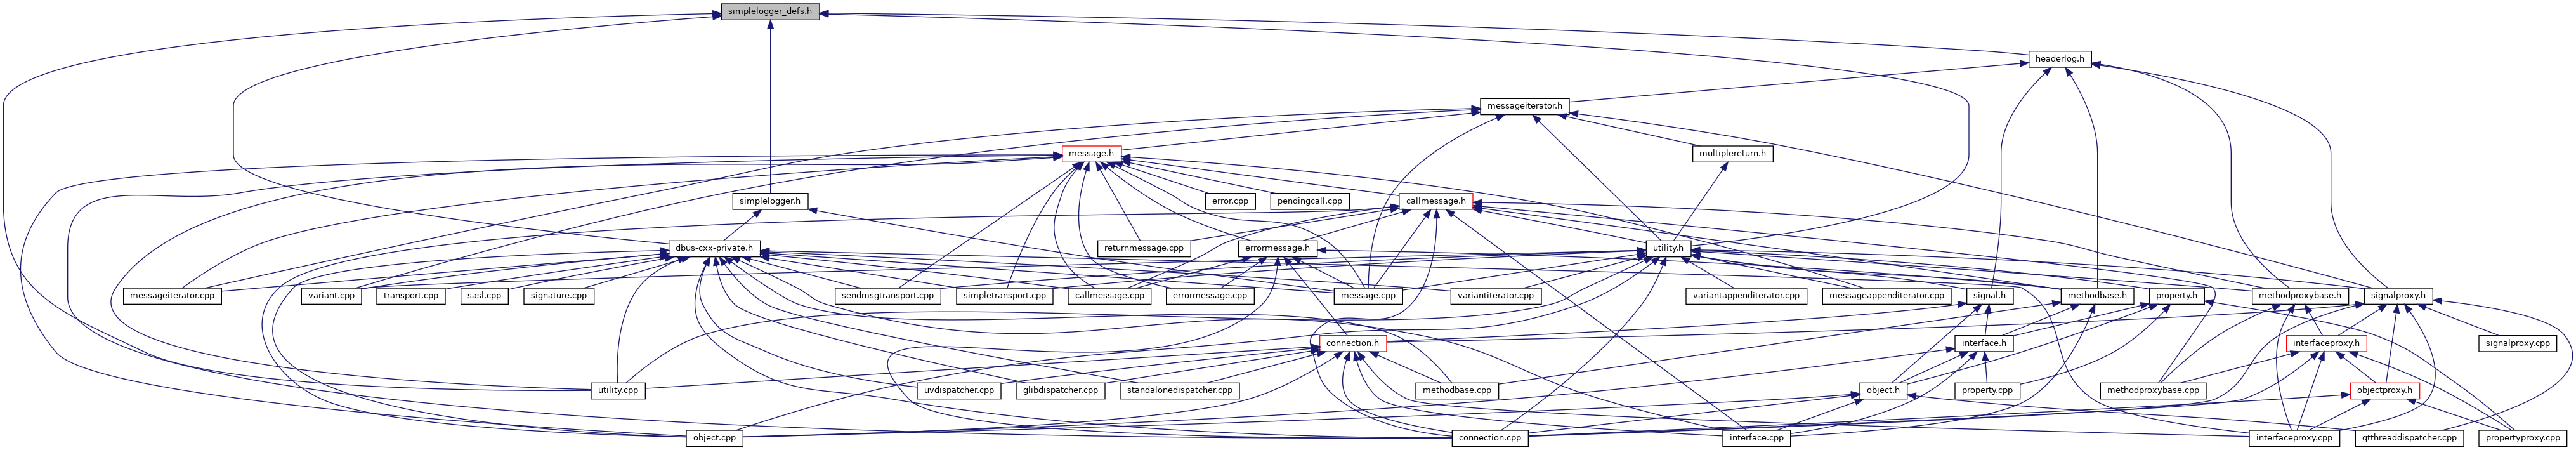 simplelogger_defs.h
headerlog.h
messageiterator.h
message.h
multiplereturn.h
simplelogger.h
error.cpp
pendingcall.cpp
callmessage.h
dbus-cxx-private.h
returnmessage.cpp
errormessage.h
utility.h
messageiterator.cpp
variant.cpp
transport.cpp
sasl.cpp
signature.cpp
sendmsgtransport.cpp
simpletransport.cpp
callmessage.cpp
errormessage.cpp
message.cpp
variantiterator.cpp
variantappenditerator.cpp
messageappenditerator.cpp
signal.h
methodbase.h
property.h
methodproxybase.h
signalproxy.h
connection.h
interface.h
interfaceproxy.h
signalproxy.cpp
utility.cpp
uvdispatcher.cpp
glibdispatcher.cpp
standalonedispatcher.cpp
methodbase.cpp
object.h
property.cpp
methodproxybase.cpp
objectproxy.h
object.cpp
connection.cpp
interface.cpp
interfaceproxy.cpp
qtthreaddispatcher.cpp
propertyproxy.cpp